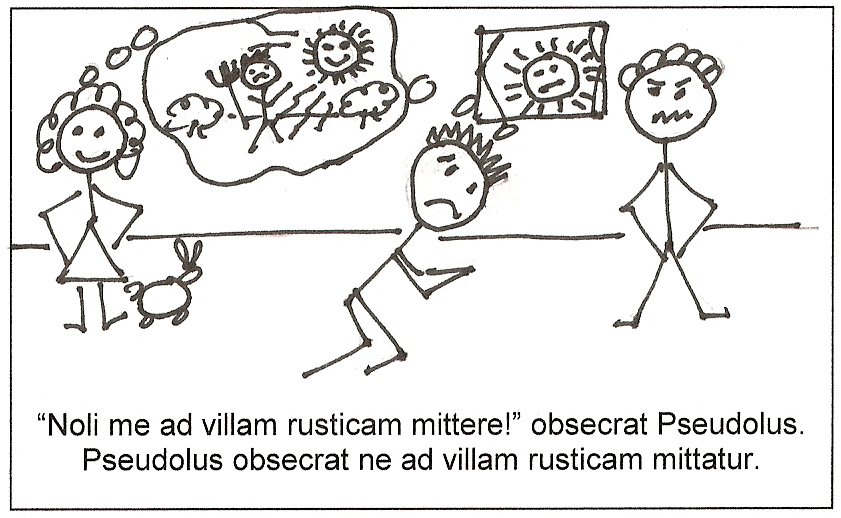 “Noli me ad villam rusticam mittere!” obsecrat Pseudolus.
Pseudolus obsecrat ne ad villam rusticam mittatur.